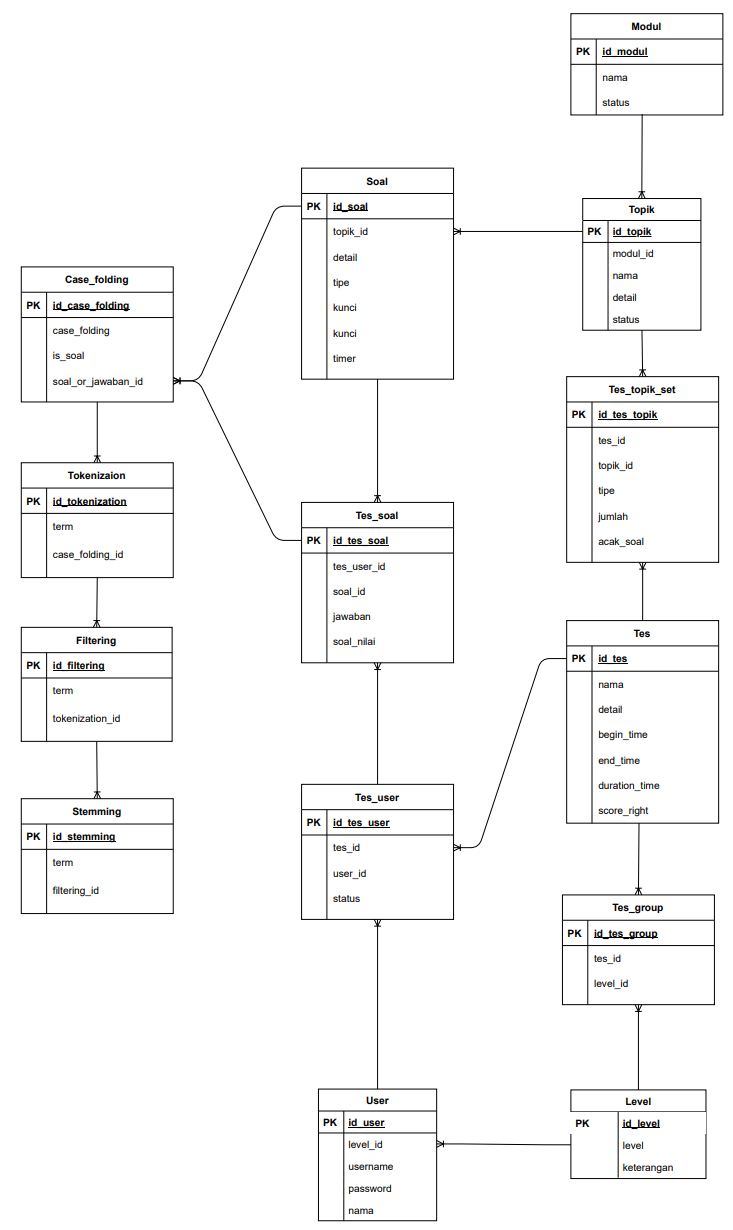 Modul
PK id_modul
nama
status
Soal
PK id_soal
topik_id
detail
tipe
kunci
kunci
timer
Topik
PK id_topik
modul_id
nama
detail
status
Case_folding
PK id_case_folding
case_folding
is_soal
soal_or_jawaban_id
Tes_topik_set
PK id_tes_topik
tes_id
topik_id
tipe
jumlah
acak_soal
Tokenizaion
PK id_tokenization
term
case_folding_id
Tes_soal
PK id_tes_soal
tes_user_id
soal_id
jawaban
soal_nilai
Filtering
PK id_filtering
term
tokenization_id
Tes
PK id_tes
nama
detail
begin_time
end_time
duration_time
score_right
Stemming
PK id_stemming
term
filtering_id
Tes_user
PK id_tes_user
tes_id
user_id
status
Tes_group
PK id_tes_group
tes_id
level_id
User
PK id_user
level_id
username
password
nama
Level
PK id_level
level
keterangan